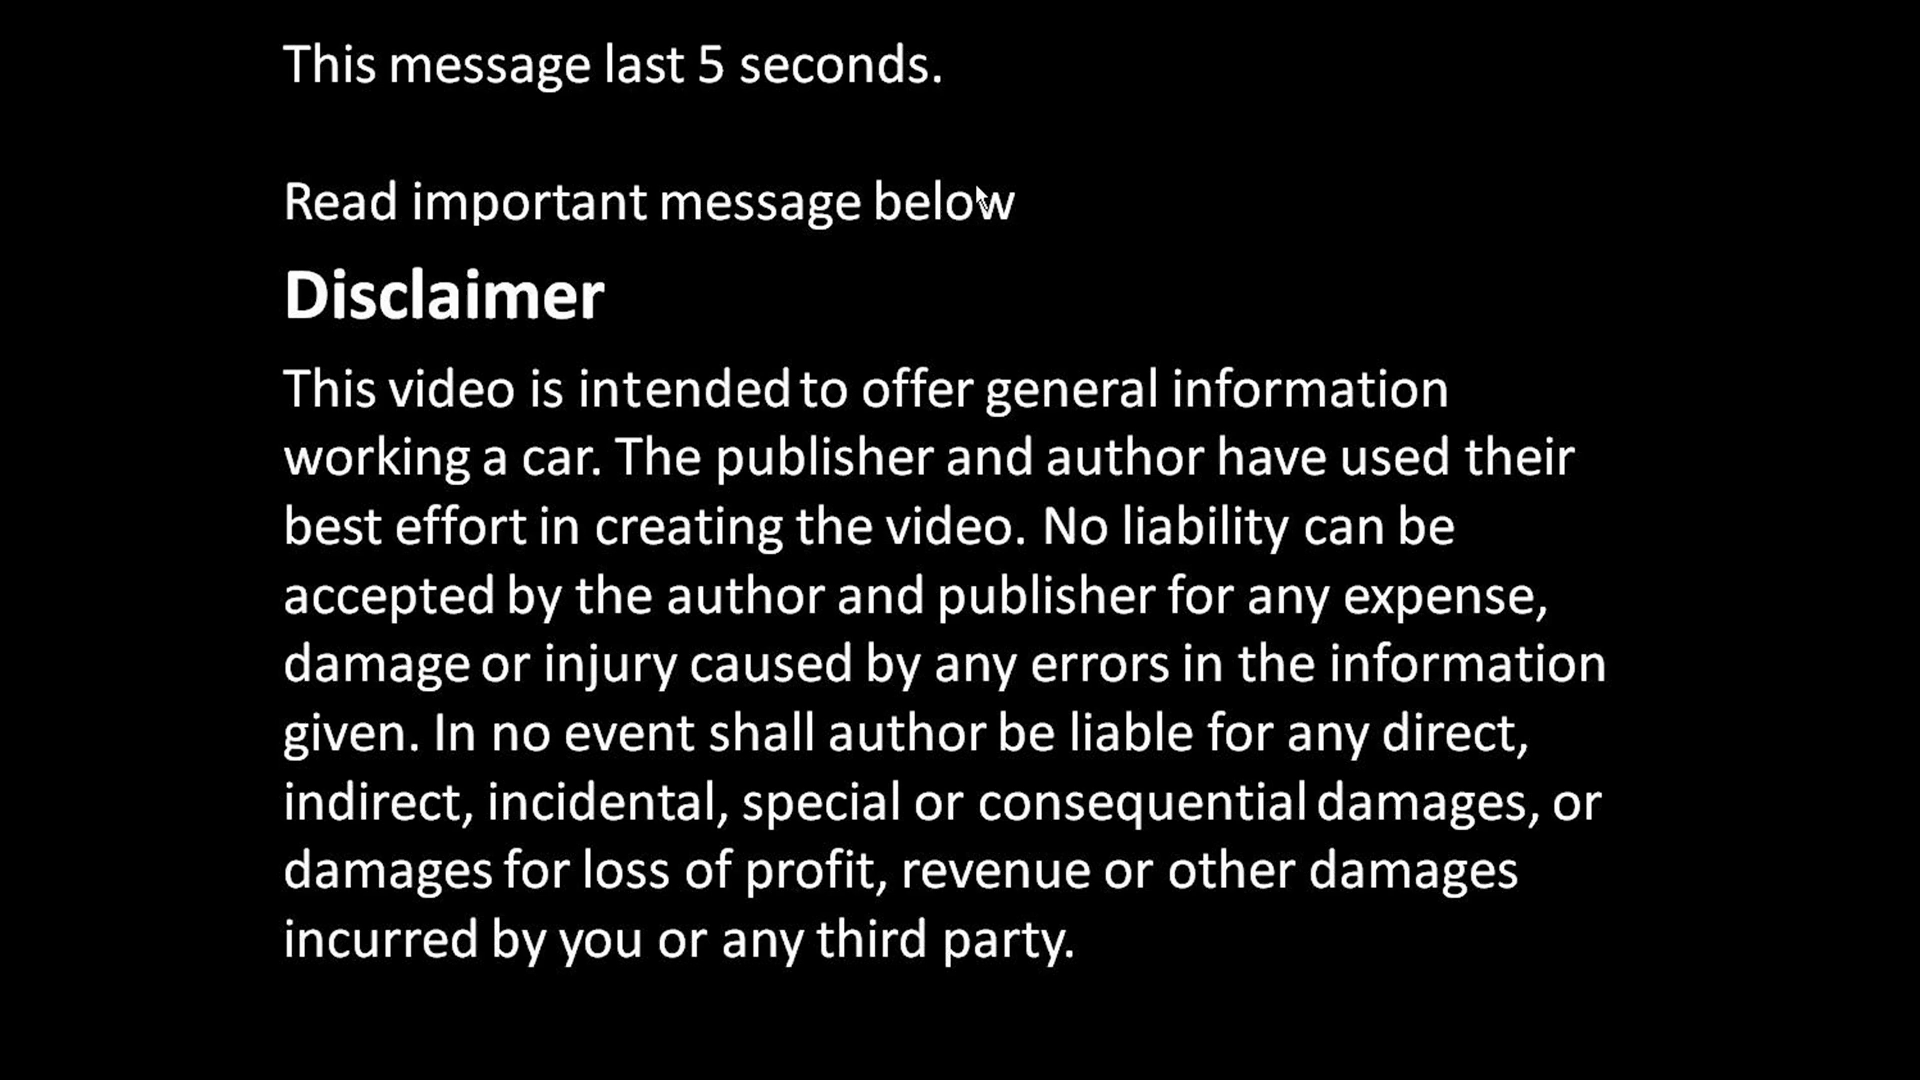 This message last 5 seconds.
Read important message below
Disclaimer
This video is intended to offer general information
working a car. The publisher and author have used their
best effort in creating the video. No liability can be
accepted by the author and publisher for any expense,
damage or injury caused by any errors in the information
given. In no event shall author be liable for any direct,
indirect, incidental, special or consequential damages, or
damages for loss of profit, revenue or other damages
incurred by you or any third party.